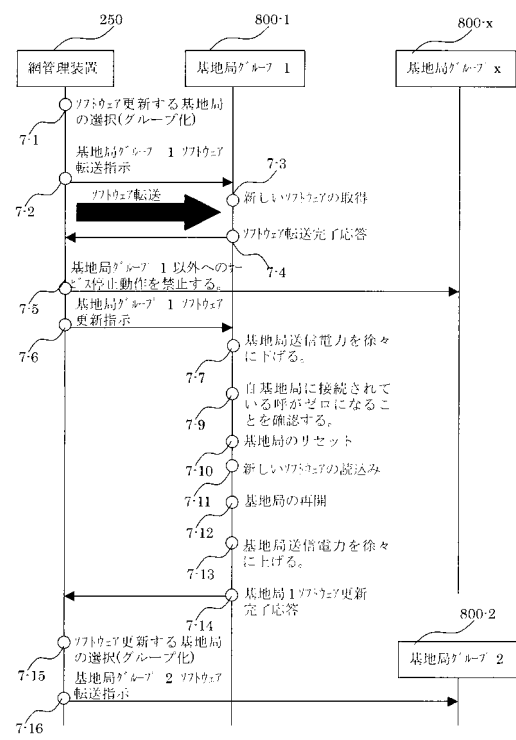 250
800-1
800-x
網管理装置
基地局グループ 1
基地局グループ x
ソフトウェア更新する基地局
の選択(グループ化)
7-1
基地局グループ 1 ソフトウェア
転送指示
7-2
7-3
ソフトウェア転送
新しいソフトウェアの取得
ソフトウェア転送完了応答
7-4
基地局グループ 1 以外へのサー
ビス停止動作を禁止する。
7-5
基地局グループ 1 ソフトウェア
更新指示
7-6
基地局送信電力を徐々
に下げる。
7-7
自基地局に接続されて
いる呼がゼロになるこ
とを確認する。
7-9
基地局のリセット
7-10
新しいソフトウェアの読込み
7-11
基地局の再開
7-12
基地局送信電力を徐々
に上げる。
7-13
基地局1ソフトウェア更新
完了応答
7-14
800-2
ソフトウェア更新する基地局
の選択(グループ化)
7-15
基地局グループ 2
基地局グループ 2 ソフトウェア
転送指示
7-16